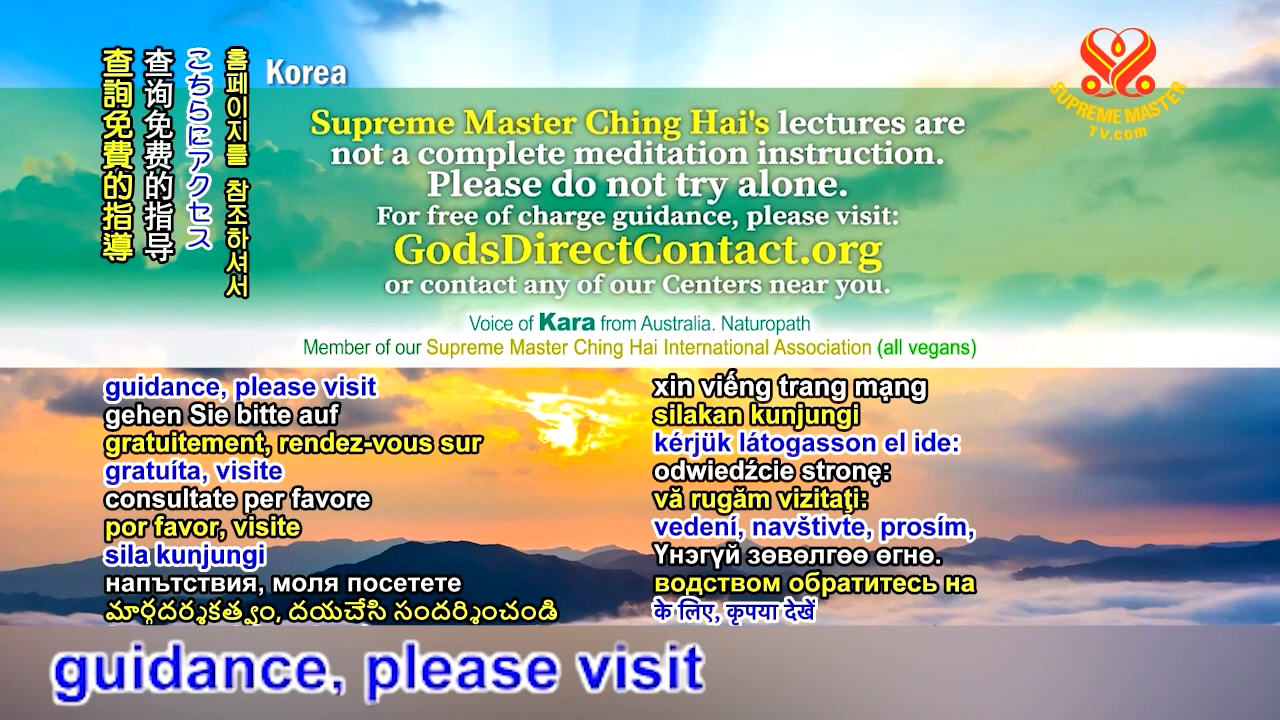 查詢免費的指導
查询免费的指导
こちらにアクセス
홈페이지를 참조하셔서
Korea
SUPREME MASTER
TV.com
Supreme Master Ching Hai's lectures are
not a complete meditation instruction.
Please do not try alone.
For free of charge guidance, please visit:
GodsDirectContact.org
or contact any of our Centers near you.
Voice of Kara from Australia. Naturopath
Member of our Supreme Master Ching Hai International Association (all vegans)
guidance, please visit
gehen Sie bitte auf
gratuitement, rendez-vous sur
gratuíta, visite
consultate per favore
por favor, visite
sila kunjungi
напътствия, моля посетете
మార్గదర్శకత్వం, దయచేసి సందర్శించండి
xin viếng trang mạng
silakan kunjungi
kérjük látogasson el ide:
odwiedźcie stronę:
vă rugăm vizitaţi:
vedení, navštivte, prosím,
Үнэгүй зөвөлгөө өгнө.
водством обратитесь на
के लिए, कृपया देखें
guidance, please visit